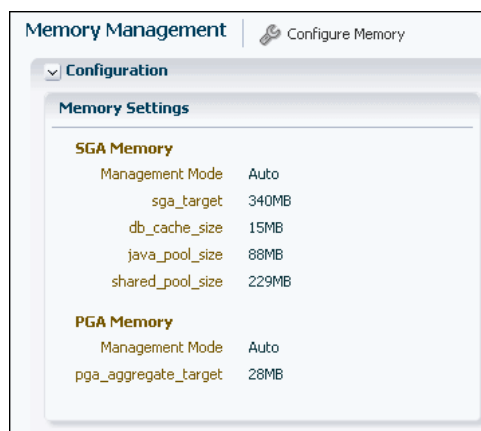 Memory Management Configure Memory
Configuration
Memory Settings
SGA Memory
Management Mode Auto
sga_target 340MB
db_cache_size 15MB
java_pool_size 88MB
shared_pool_size 229MB
PGA Memory
Management Mode Auto
pga_aggregate_target 28MB